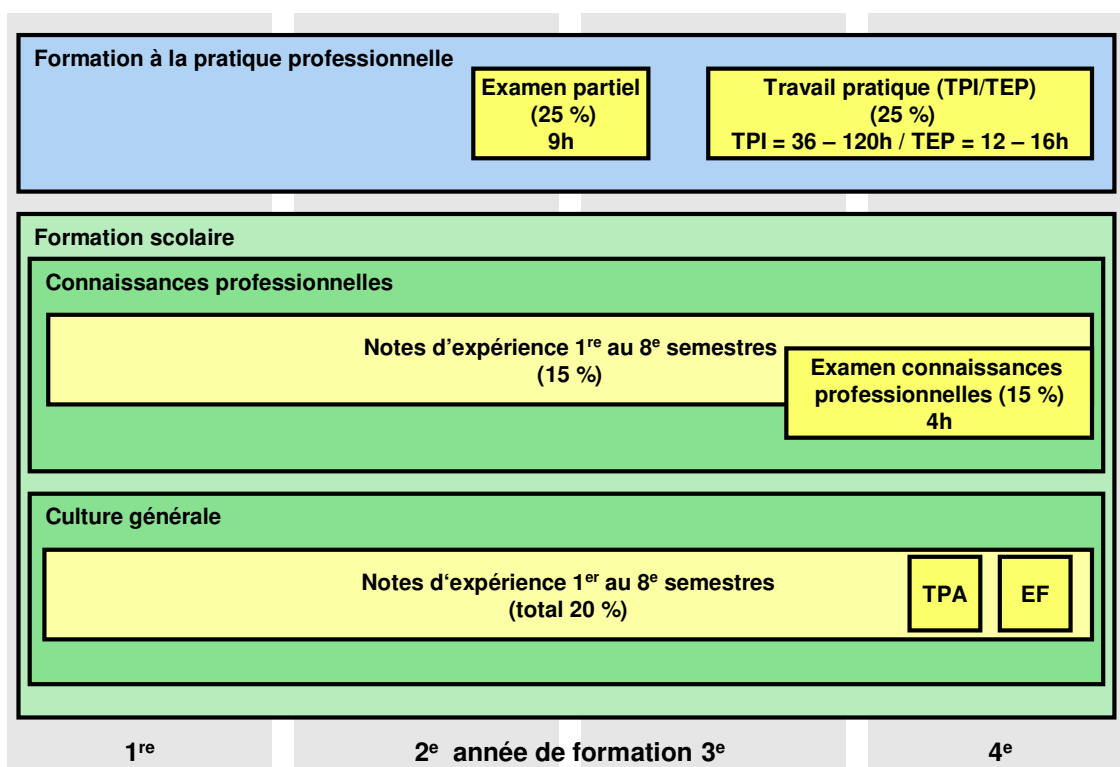 Formation à la pratique professionnelle
Examen partiel
(25 %)
9h
Travail pratique (TPI/TEP)
(25 %)
TPI = 36 – 120h / TEP = 12 – 16h
Formation scolaire
Connaissances professionnelles
Notes d’expérience 1re au 8e semestres
(15 %)
Examen connaissances
professionnelles (15 %)
4h
Culture générale
Notes d‘expérience 1er au 8e semestres
(total 20 %)
TPA
EF
1re 2e année de formation 3e 4e